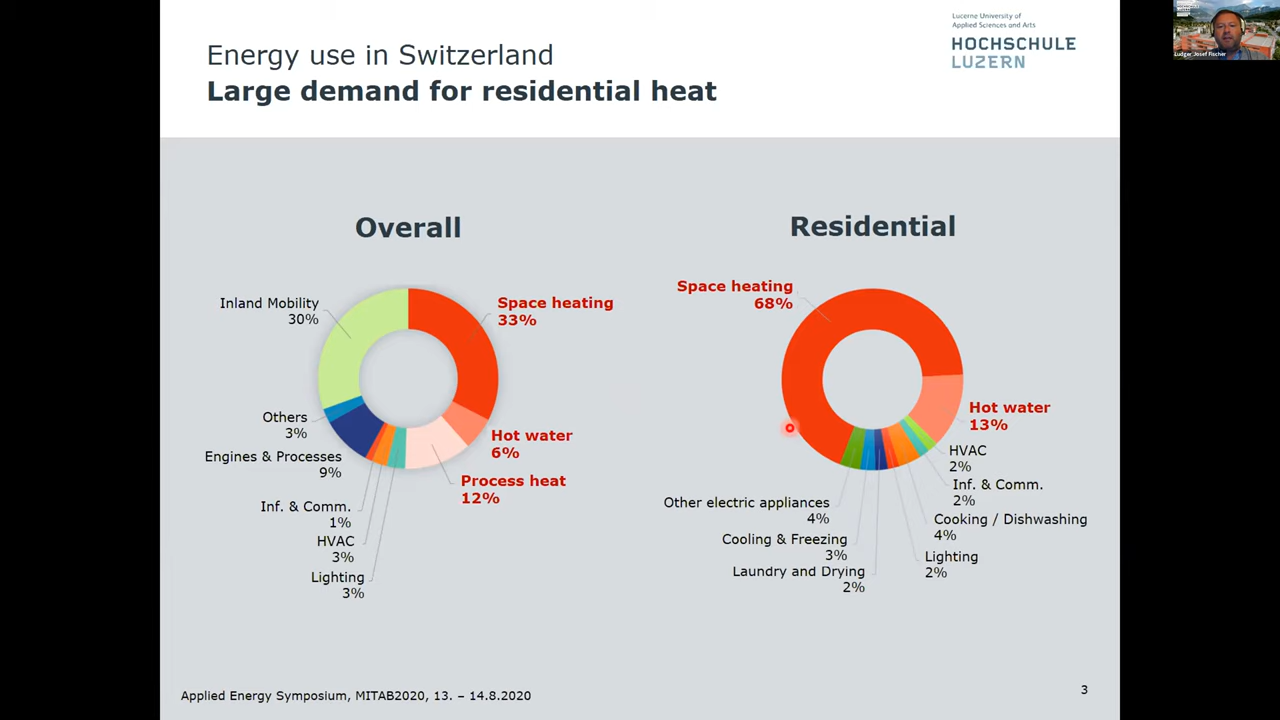 Lucerne University of
Applied Sciences and Arts
HOCHSCHULE
LUZERN
Ludger Josef Fischer
Energy use in Switzerland
Large demand for residential heat
Overall
Inland Mobility
30%
Space heating
33%
Others
3%
Hot water
6%
Engines & Processes
9%
Process heat
12%
Inf. & Comm.
1%
HVAC
3%
Lighting
3%
Residential
Space heating
68%
Hot water
13%
HVAC
2%
Inf. & Comm.
2%
Cooking / Dishwashing
4%
Lighting
2%
Other electric appliances
4%
Cooling & Freezing
3%
Laundry and Drying
2%
Applied Energy Symposium, MITAB2020, 13. – 14.8.2020
3